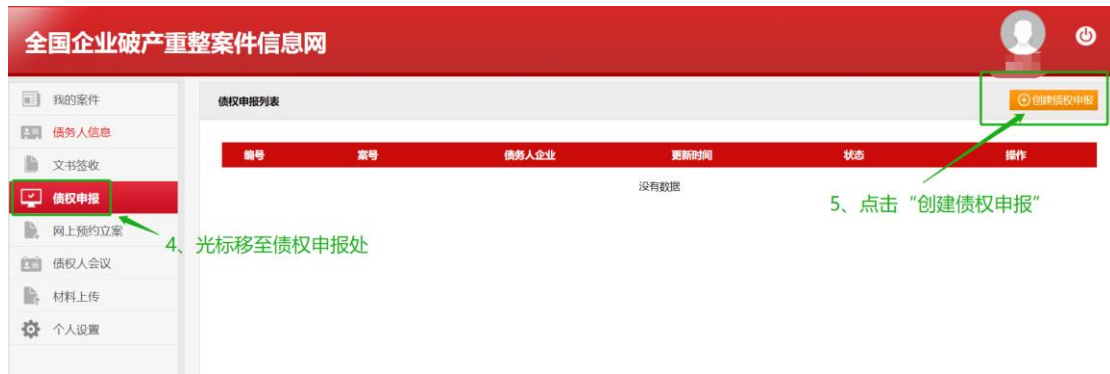 全国企业破产重整案件信息网
我的案件
债务人信息
文书签收
债权申报
网上预约立案
债权人会议
材料上传
个人设置
债权申报列表
创建债权申报
编号 案号 债务人企业 更新时间 状态 操作
没有数据
4、光标移至债权申报处
5、点击“创建债权申报”